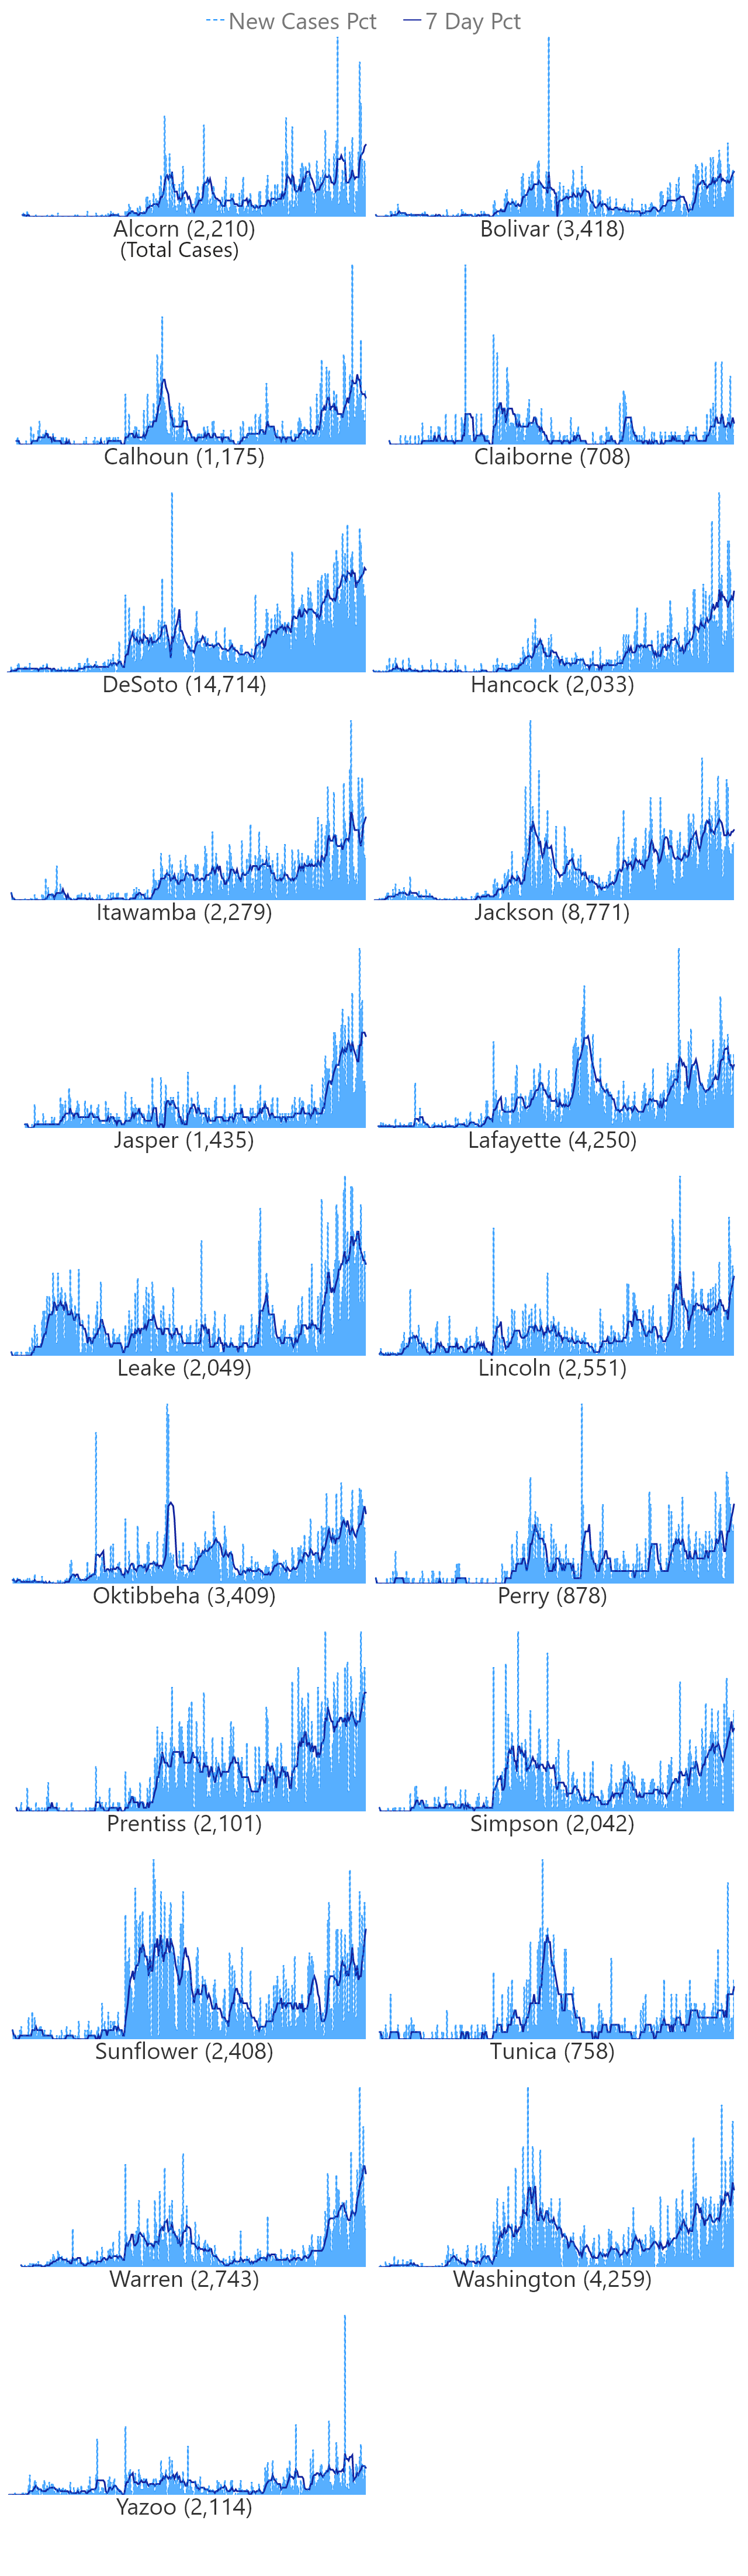 New Cases Pct 7 Day Pct
Alcorn (2,210) Bolivar (3,418)
(Total Cases)
Calhoun (1,175) Claiborne (708)
DeSoto (14,714) Hancock (2,033)
Itawamba (2,279) Jackson (8,771)
Jasper (1,435) Lafayette (4,250)
Leake (2,049) Lincoln (2,551)
Oktibbeha (3,409) Perry (878)
Prentiss (2,101) Simpson (2,042)
Sunflower (2,408) Tunica (758)
Warren (2,743) Washington (4,259)
Yazoo (2,114)